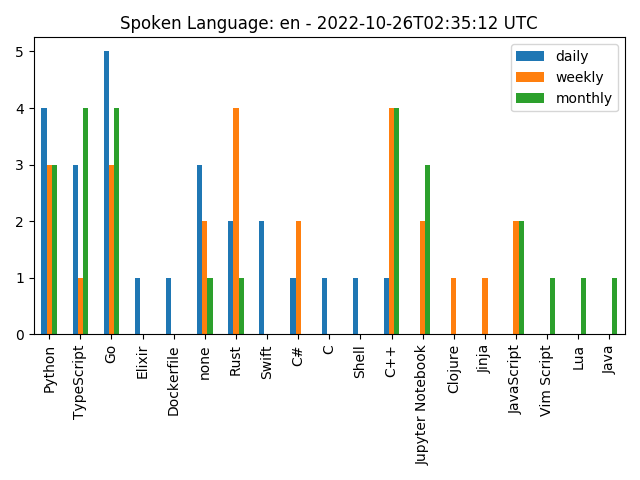 Spoken Language: en - 2022-10-26T02:35:12 UTC
daily
weekly
monthly
5
4
3
2
1
0
Python
TypeScript
Go
Elixir
Dockerfile
none
Rust
Swift
C#
C
Shell
C++
Jupyter Notebook
Clojure
Jinja
JavaScript
Vim Script
Lua
Java